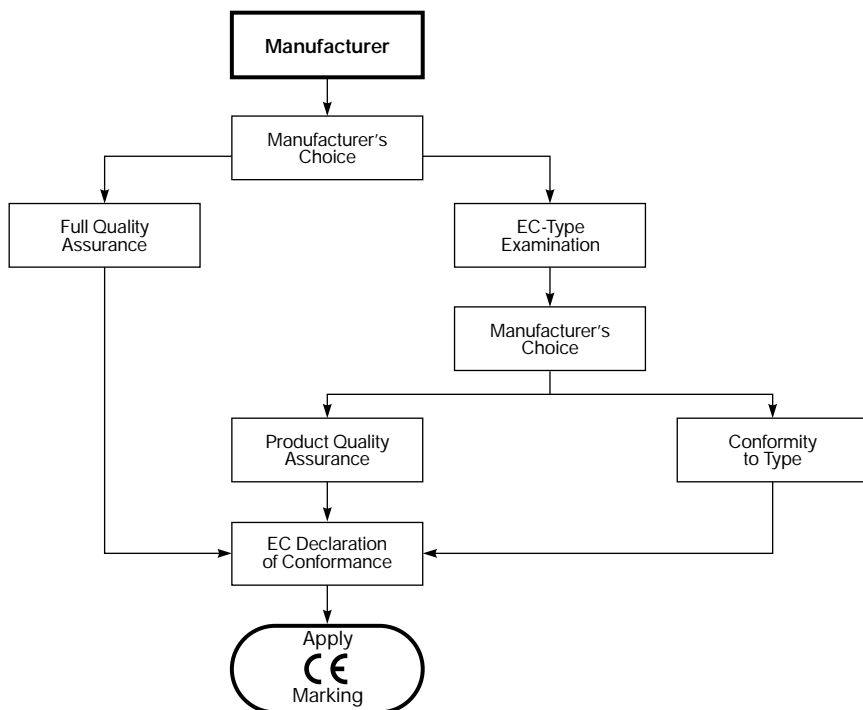 Manufacturer
Manufacturer's
Choice
Full Quality
Assurance
EC-Type
Examination
Manufacturer's
Choice
Product Quality
Assurance
Conformity
to Type
EC Declaration
of Conformance
Apply
CE
Marking